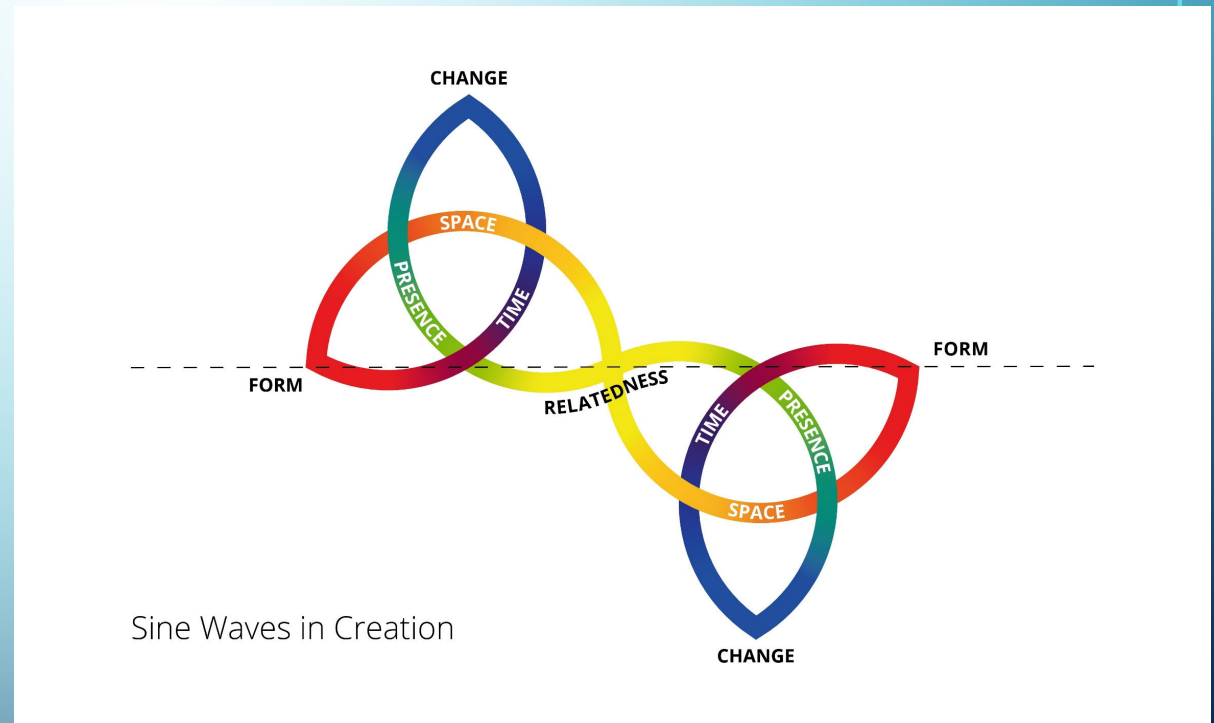 CHANGE
SPACE
PRESENCE
TIME
FORM
RELATEDNESS
FORM
TIME
PRESENCE
SPACE
CHANGE
Sine Waves in Creation